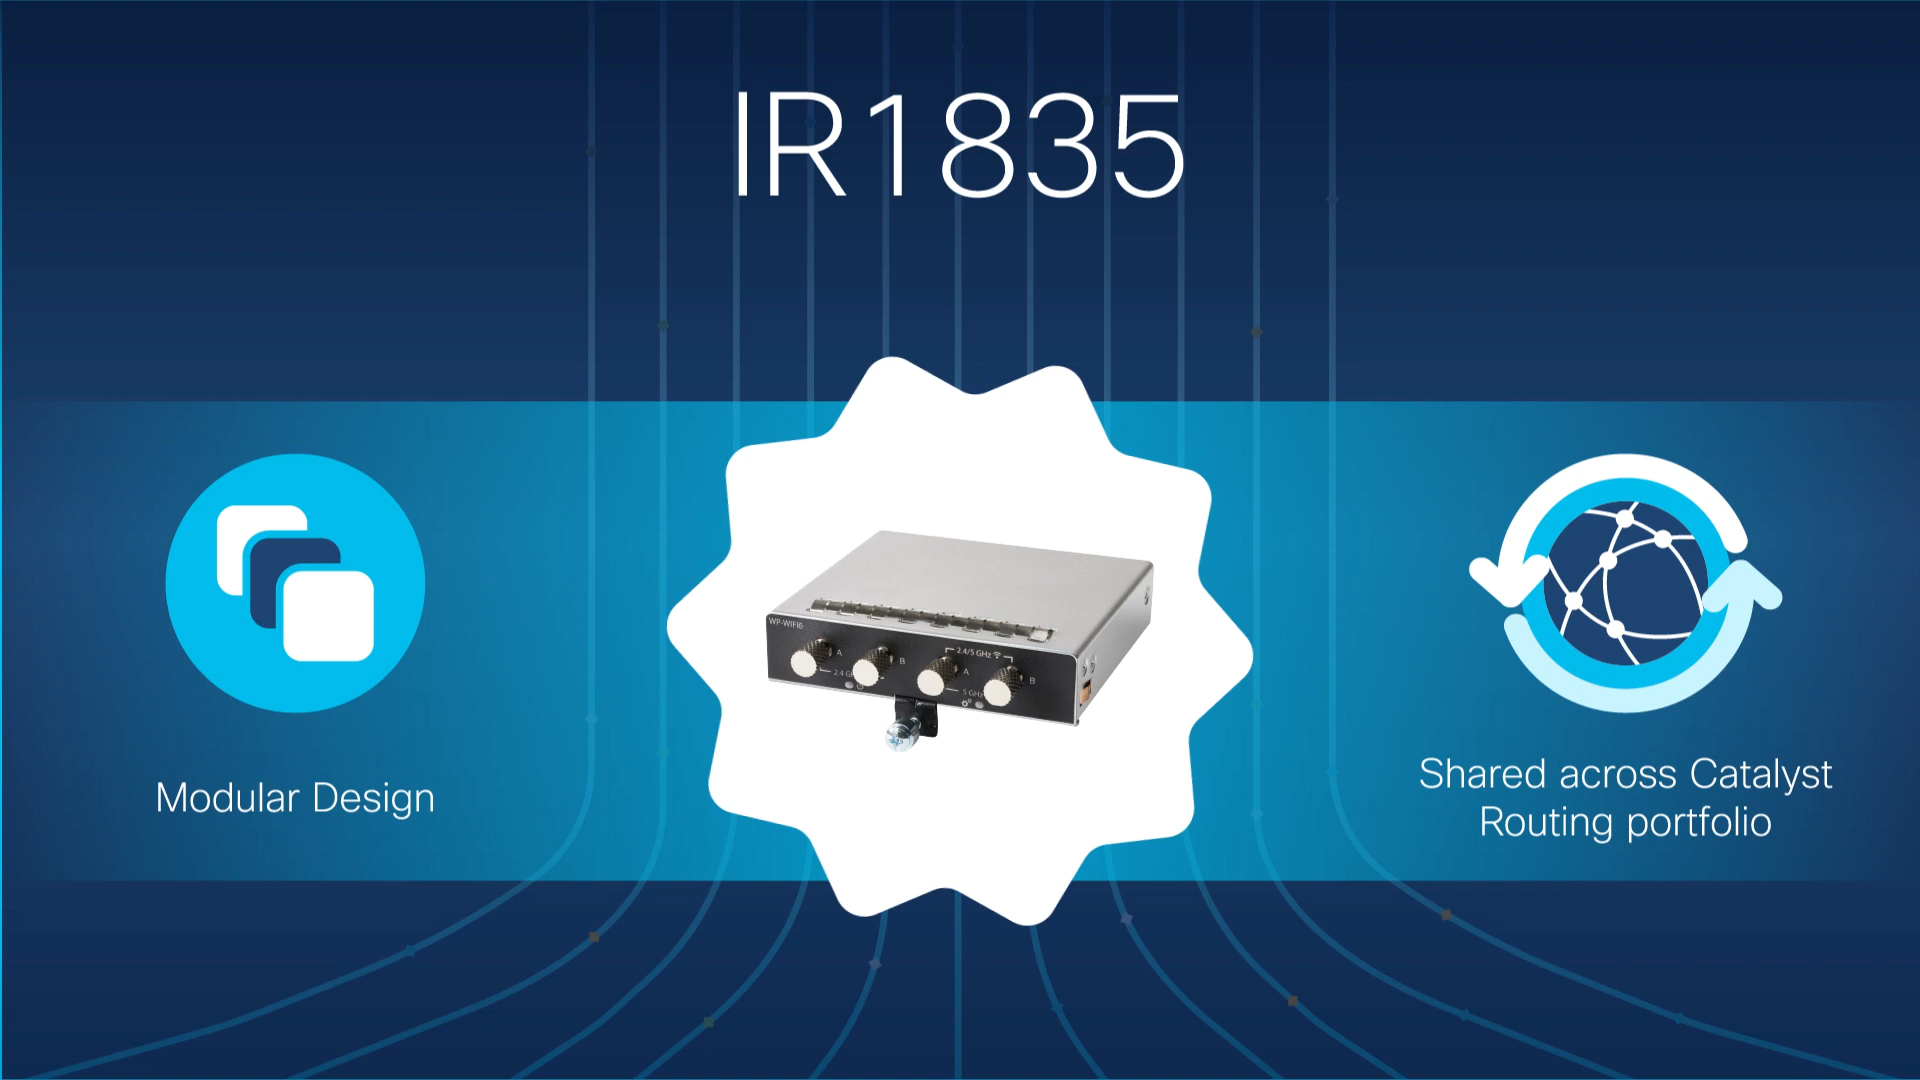 IR1835
WP-WIFI6
A
B
2.4/5 GHz
A
B
5 GHz
Modular Design
Shared across Catalyst
Routing portfolio